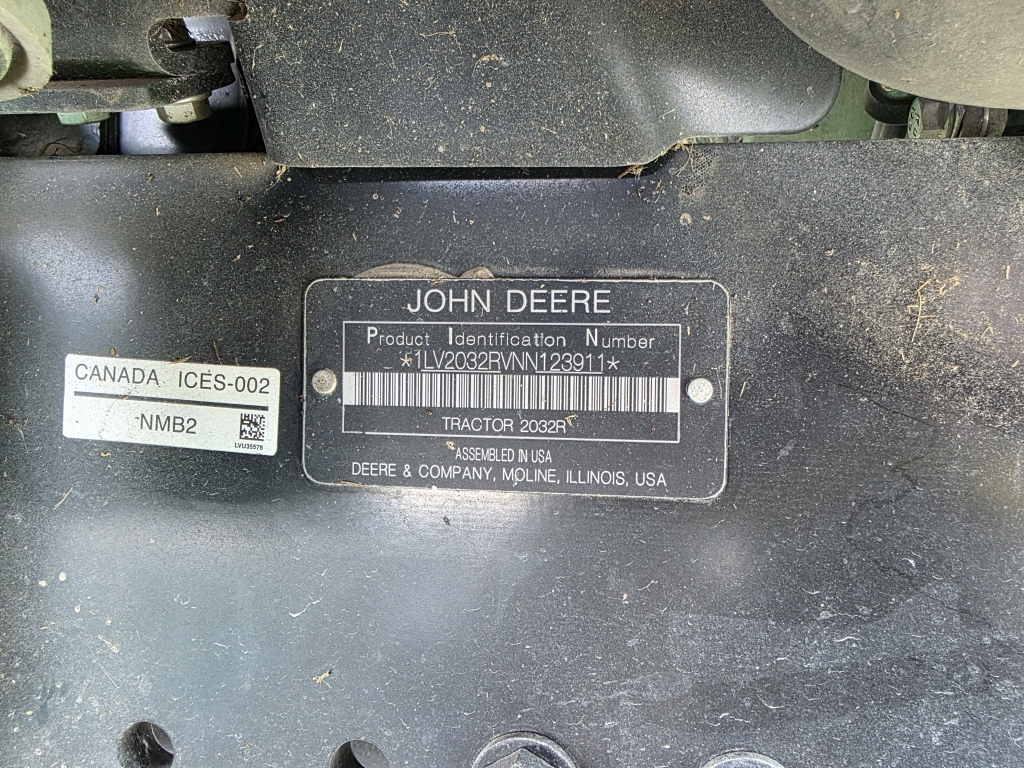 JOHN DEERE
Product Identification Number
*1LV2032RVNN123911*
TRACTOR 2032R
ASSEMBLED IN USA
DEERE & COMPANY, MOLINE, ILLINOIS, USA
CANADA ICES-002
NMB2
LVU35576